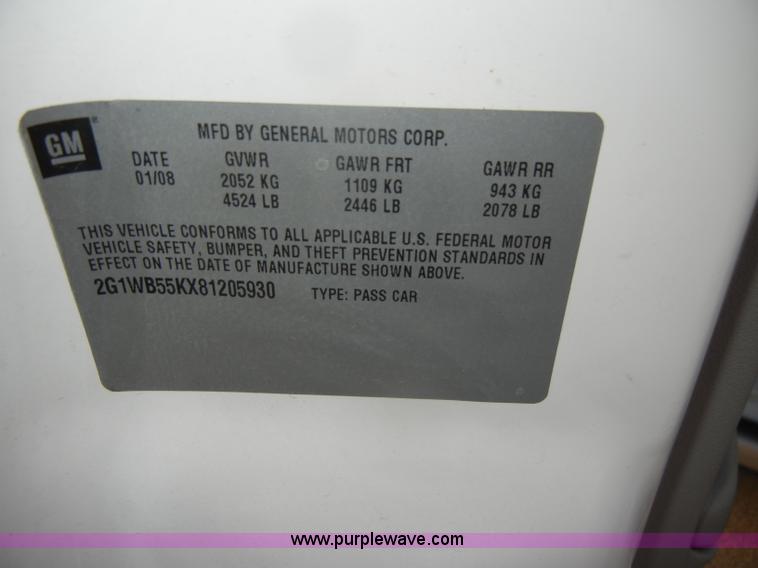 GM
MFD BY GENERAL MOTORS CORP.
DATE GVWR GAWR FRT GAWR RR
01/08 2052 KG 1109 KG 943 KG
4524 LB 2446 LB 2078 LB
THIS VEHICLE CONFORMS TO ALL APPLICABLE U.S. FEDERAL MOTOR
VEHICLE SAFETY, BUMPER, AND THEFT PREVENTION STANDARDS IN
EFFECT ON THE DATE OF MANUFACTURE SHOWN ABOVE.
2G1WB55KX81205930 TYPE: PASS CAR
www.purplewave.com